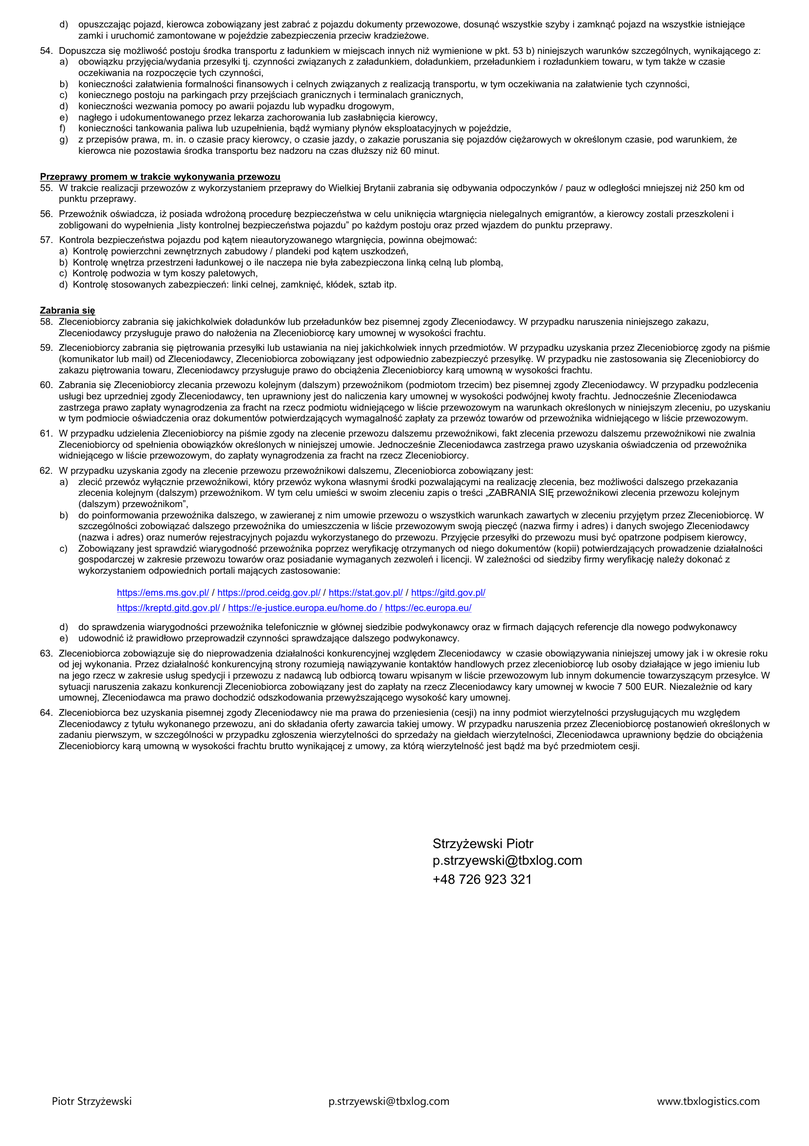 d) opuszczając pojazd, kierowca zobowiązany jest zabrać z pojazdu dokumenty przewozowe, dosunąć wszystkie szyby i zamknąć pojazd na wszystkie istniejące
zamki i uruchomić zamontowane w pojeździe zabezpieczenia przeciw kradzieżowe.
54. Dopuszcza się możliwość postoju środka transportu z ładunkiem w miejscach innych niż wymienione w pkt. 53 b) niniejszych warunków szczególnych, wynikającego z:
a) obowiązku przyjęcia/wydania przesyłki tj. czynności związanych z załadunkiem, doładunkiem, przeładunkiem i rozładunkiem towaru, w tym także w czasie
oczekiwania na rozpoczęcie tych czynności,
b) konieczności załatwienia formalności finansowych i celnych związanych z realizacją transportu, w tym oczekiwania na załatwienie tych czynności,
c) koniecznego postoju na parkingach przy przejściach granicznych i terminalach granicznych,
d) konieczności wezwania pomocy po awarii pojazdu lub wypadku drogowym,
e) nagłego i udokumentowanego przez lekarza zachorowania lub zasłabnięcia kierowcy,
f) konieczności tankowania paliwa lub uzupełnienia, bądź wymiany płynów eksploatacyjnych w pojeździe,
g) z przepisów prawa, m. in. o czasie pracy kierowcy, o czasie jazdy, o zakazie poruszania się pojazdów ciężarowych w określonym czasie, pod warunkiem, że
kierowca nie pozostawia środka transportu bez nadzoru na czas dłuższy niż 60 minut.
Przeprawy promem w trakcie wykonywania przewozu
55. W trakcie realizacji przewozów z wykorzystaniem przeprawy do Wielkiej Brytanii zabrania się odbywania odpoczynków / pauz w odległości mniejszej niż 250 km od
punktu przeprawy.
56. Przewoźnik oświadcza, iż posiada wdrożoną procedurę bezpieczeństwa w celu uniknięcia wtargnięcia nielegalnych emigrantów, a kierowcy zostali przeszkoleni i
zobligowani do wypełnienia „listy kontrolnej bezpieczeństwa pojazdu” po każdym postoju oraz przed wjazdem do punktu przeprawy.
57. Kontrola bezpieczeństwa pojazdu pod kątem nieautoryzowanego wtargnięcia, powinna obejmować:
a) Kontrolę powierzchni zewnętrznych zabudowy / plandeki pod kątem uszkodzeń,
b) Kontrolę wnętrza przestrzeni ładunkowej o ile naczepa nie była zabezpieczona linką celną lub plombą,
c) Kontrolę podwozia w tym koszy paletowych,
d) Kontrolę stosowanych zabezpieczeń: linki celnej, zamknięć, kłódek, sztab itp.
Zabrania się
58. Zleceniobiorcy zabrania się jakichkolwiek doładunków lub przeładunków bez pisemnej zgody Zleceniodawcy. W przypadku naruszenia niniejszego zakazu,
Zleceniodawcy przysługuje prawo do nałożenia na Zleceniobiorcę kary umownej w wysokości frachtu.
59. Zleceniobiorcy zabrania się piętrowania przesyłki lub ustawiania na niej jakichkolwiek innych przedmiotów. W przypadku uzyskania przez Zleceniobiorcę zgody na piśmie
(komunikator lub mail) od Zleceniodawcy, Zleceniobiorca zobowiązany jest odpowiednio zabezpieczyć przesyłkę. W przypadku nie zastosowania się Zleceniobiorcy do
zakazu piętrowania towaru, Zleceniodawcy przysługuje prawo do obciążenia Zleceniobiorcy karą umowną w wysokości frachtu.
60. Zabrania się Zleceniobiorcy zlecania przewozu kolejnym (dalszym) przewoźnikom (podmiotom trzecim) bez pisemnej zgody Zleceniodawcy. W przypadku podzlecenia
usługi bez uprzedniej zgody Zleceniodawcy, ten uprawniony jest do naliczenia kary umownej w wysokości podwójnej kwoty frachtu. Jednocześnie Zleceniodawca
zastrzega prawo zapłaty wynagrodzenia za fracht na rzecz podmiotu widniejącego w liście przewozowym na warunkach określonych w niniejszym zleceniu, po uzyskaniu
w tym podmiocie oświadczenia oraz dokumentów potwierdzających wymagalność zapłaty za przewóz towarów od przewoźnika widniejącego w liście przewozowym.
61. W przypadku udzielenia Zleceniobiorcy na piśmie zgody na zlecenie przewozu dalszemu przewoźnikowi, fakt zlecenia przewozu dalszemu przewoźnikowi nie zwalnia
Zleceniobiorcy od spełnienia obowiązków określonych w niniejszej umowie. Jednocześnie Zleceniodawca zastrzega prawo uzyskania oświadczenia od przewoźnika
widniejącego w liście przewozowym, do zapłaty wynagrodzenia za fracht na rzecz Zleceniobiorcy.
62. W przypadku uzyskania zgody na zlecenie przewozu przewoźnikowi dalszemu, Zleceniobiorca zobowiązany jest:
a) zlecić przewóz wyłącznie przewoźnikowi, który przewóz wykona własnymi środki pozwalającymi na realizację zlecenia, bez możliwości dalszego przekazania
zlecenia kolejnym (dalszym) przewoźnikom. W tym celu umieści w swoim zleceniu zapis o treści „ZABRANIA SIĘ przewoźnikowi zlecenia przewozu kolejnym
(dalszym) przewoźnikom”,
b) do poinformowania przewoźnika dalszego, w zawieranej z nim umowie przewozu o wszystkich warunkach zawartych w zleceniu przyjętym przez Zleceniobiorcę. W
szczególności zobowiązać dalszego przewoźnika do umieszczenia w liście przewozowym swoją pieczęć (nazwa firmy i adres) i danych swojego Zleceniodawcy
(nazwa i adres) oraz numerów rejestracyjnych pojazdu wykorzystanego do przewozu. Przyjęcie przesyłki do przewozu musi być opatrzone podpisem kierowcy,
c) Zobowiązany jest sprawdzić wiarygodność przewoźnika poprzez weryfikację otrzymanych od niego dokumentów (kopii) potwierdzających prowadzenie działalności
gospodarczej w zakresie przewozu towarów oraz posiadanie wymaganych zezwoleń i licencji. W zależności od siedziby firmy weryfikację należy dokonać z
wykorzystaniem odpowiednich portali mających zastosowanie:
https://ems.ms.gov.pl/ / https://prod.ceidg.gov.pl/ / https://stat.gov.pl/ / https://gitd.gov.pl/
https://kreptd.gitd.gov.pl/ / https://e-justice.europa.eu/home.do / https://ec.europa.eu/
d) do sprawdzenia wiarygodności przewoźnika telefonicznie w głównej siedzibie podwykonawcy oraz w firmach dających referencje dla nowego podwykonawcy
e) udowodnić iż prawidłowo przeprowadził czynności sprawdzające dalszego podwykonawcy.
63. Zleceniobiorca zobowiązuje się do nieprowadzenia działalności konkurencyjnej względem Zleceniodawcy w czasie obowiązywania niniejszej umowy jak i w okresie roku
od jej wykonania. Przez działalność konkurencyjną strony rozumieją nawiązywanie kontaktów handlowych przez zleceniobiorcę lub osoby działające w jego imieniu lub
na jego rzecz w zakresie usług spedycji i przewozu z nadawcą lub odbiorcą towaru wpisanym w liście przewozowym lub innym dokumencie towarzyszącym przesyłce. W
sytuacji naruszenia zakazu konkurencji Zleceniobiorca zobowiązany jest do zapłaty na rzecz Zleceniodawcy kary umownej w kwocie 7 500 EUR. Niezależnie od kary
umownej, Zleceniodawca ma prawo dochodzić odszkodowania przewyższającego wysokość kary umownej.
64. Zleceniobiorca bez uzyskania pisemnej zgody Zleceniodawcy nie ma prawa do przeniesienia (cesji) na inny podmiot wierzytelności przysługujących mu względem
Zleceniodawcy z tytułu wykonanego przewozu, ani do składania oferty zawarcia takiej umowy. W przypadku naruszenia przez Zleceniobiorcę postanowień określonych w
zadaniu pierwszym, w szczególności w przypadku zgłoszenia wierzytelności do sprzedaży na giełdach wierzytelności, Zleceniodawca uprawniony będzie do obciążenia
Zleceniobiorcy karą umowną w wysokości frachtu brutto wynikającej z umowy, za którą wierzytelność jest bądź ma być przedmiotem cesji.
Strzyżewski Piotr
p.strzyewski@tbxlog.com
+48 726 923 321
Piotr Strzyżewski p.strzyewski@tbxlog.com www.tbxlogistics.com